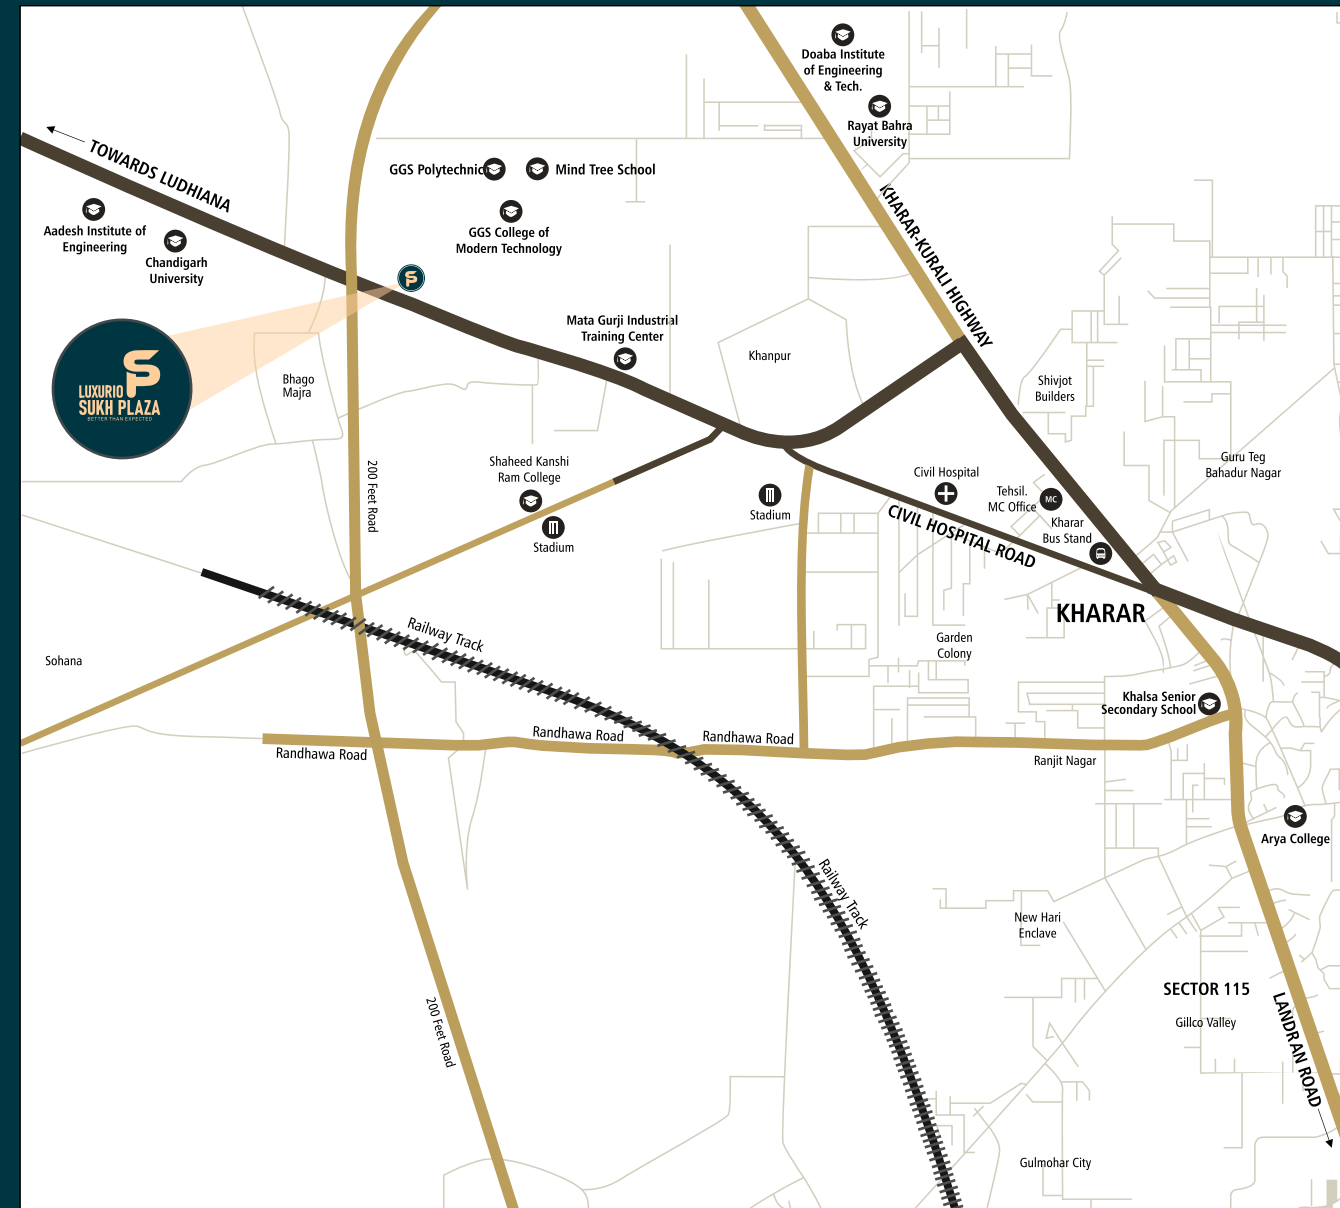 Doaba Institute
of Engineering
& Tech.
Rayat Bahra
University
TOWARDS LUDHIANA
GGS Polytechnic
Mind Tree School
Aadesh Institute of
Engineering
Chandigarh
University
GGS College of
Modern Technology
KHARAR-KURALI HIGHWAY
SP
Mata Gurji Industrial
Training Center
Khanpur
LUXURIO
SUKH PLAZA
BETTER THAN EXPECTED
SP
Bhago
Majra
Shivjot
Builders
Guru Teg
Bahadur Nagar
200 Feet Road
Shaheed Kanshi
Ram College
Stadium
Stadium
Civil Hospital
CIVIL HOSPITAL ROAD
Tehsil.
MC Office
MC
Kharar
Bus Stand
KHARAR
Railway Track
Sohana
Garden
Colony
Khalsa Senior
Secondary School
Randhawa Road
Randhawa Road
Randhawa Road
Ranjit Nagar
Arya College
Railway Track
New Hari
Enclave
SECTOR 115
Gillco Valley
200 Feet Road
LANDRAN ROAD
Gulmohar City